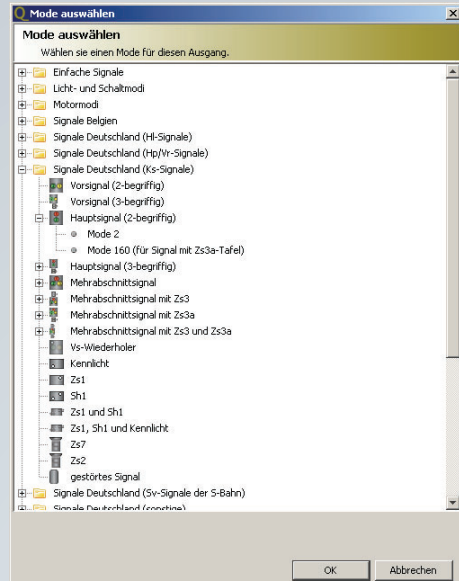 Mode auswählen
Mode auswählen
Wählen sie einen Mode für diesen Ausgang.
Einfache Signale
Licht- und Schaltmodi
Motormodi
Signale Belgien
Signale Deutschland (Hl-Signale)
Signale Deutschland (Hp/Vr-Signale)
Signale Deutschland (Ks-Signale)
Vorsignal (2-begriffig)
Vorsignal (3-begriffig)
Hauptsignal (2-begriffig)
Mode 2
Mode 160 (für Signal mit Zs3a-Tafel)
Hauptsignal (3-begriffig)
Mehrabschnittsignal
Mehrabschnittsignal mit Zs3
Mehrabschnittsignal mit Zs3a
Mehrabschnittsignal mit Zs3 und Zs3a
Vs-Wiederholer
Kennlicht
Zs1
Sh1
Zs1 und Sh1
Zs1, Sh1 und Kennlicht
Zs7
Zs2
gestörtes Signal
Signale Deutschland (Sv-Signale der S-Bahn)
Signale Deutschland (sonstige)
OK Abbrechen